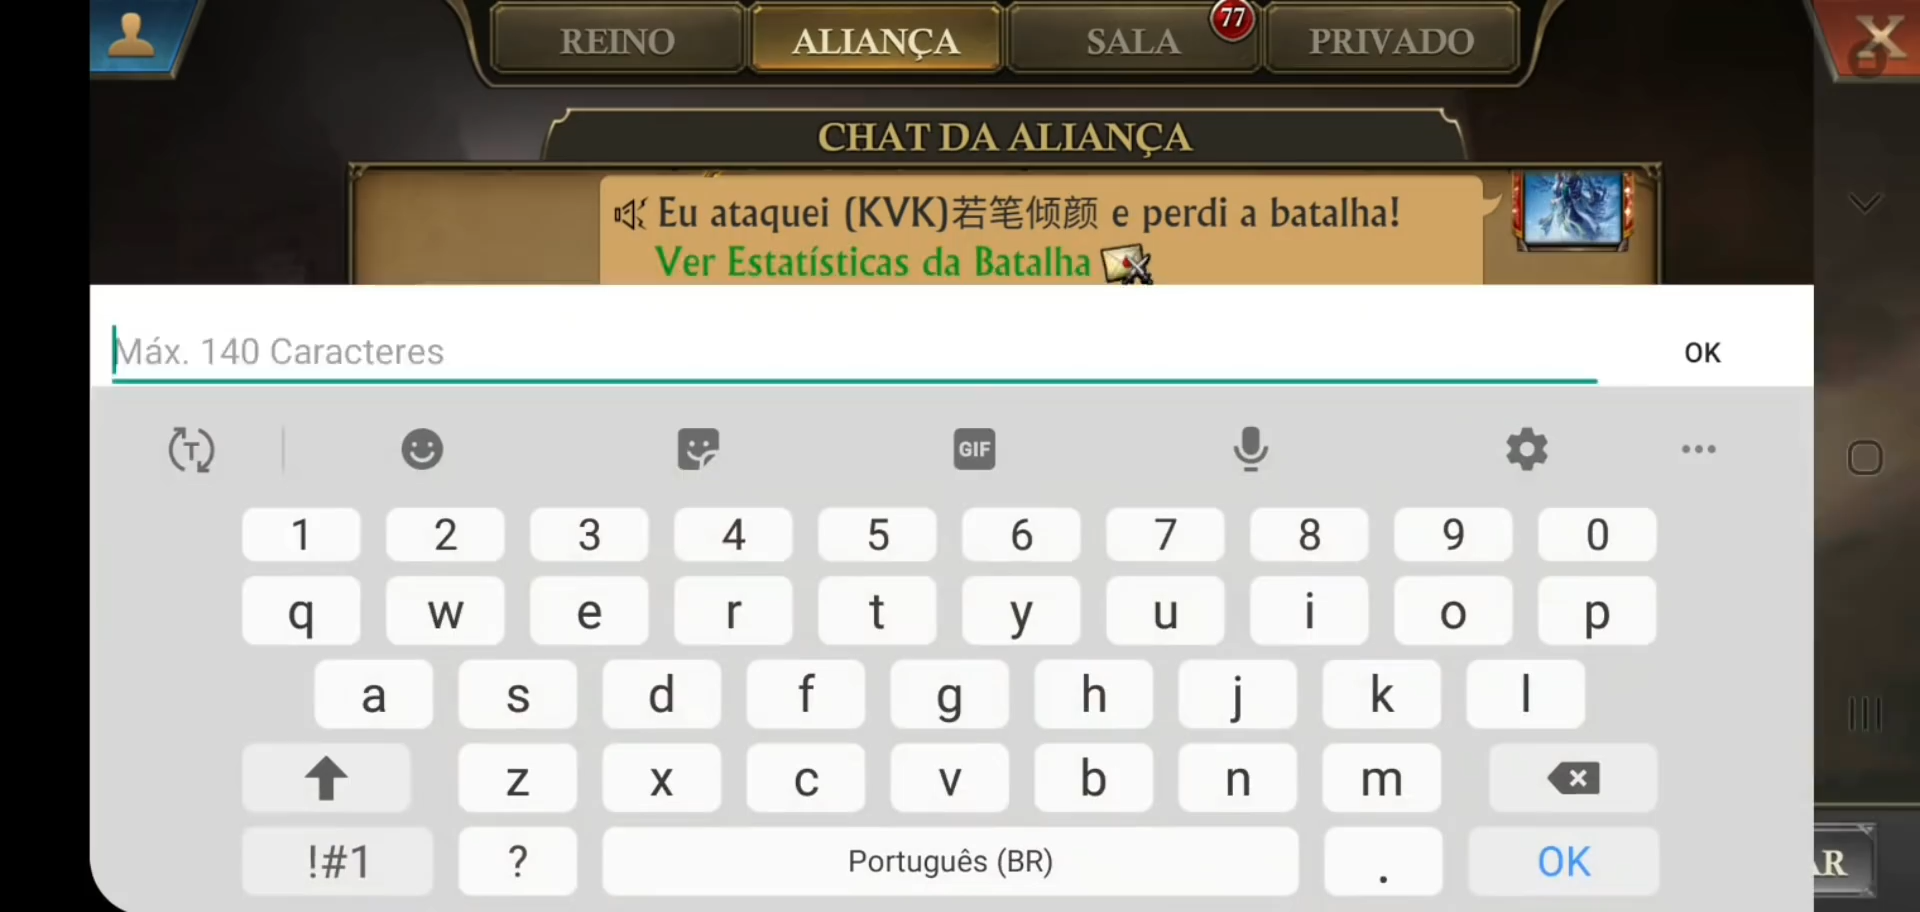 REINO
ALIANÇA
SALA
77
PRIVADO
X
CHAT DA ALIANÇA
Eu ataquei (KVK)若笔倾颜 e perdi a batalha!
Ver Estatísticas da Batalha
Máx. 140 Caracteres
OK
T
GIF
1 2 3 4 5 6 7 8 9 0
q w e r t y u i o p
a s d f g h j k l
z x c v b n m
!#1 ? Português (BR) . OK
AR